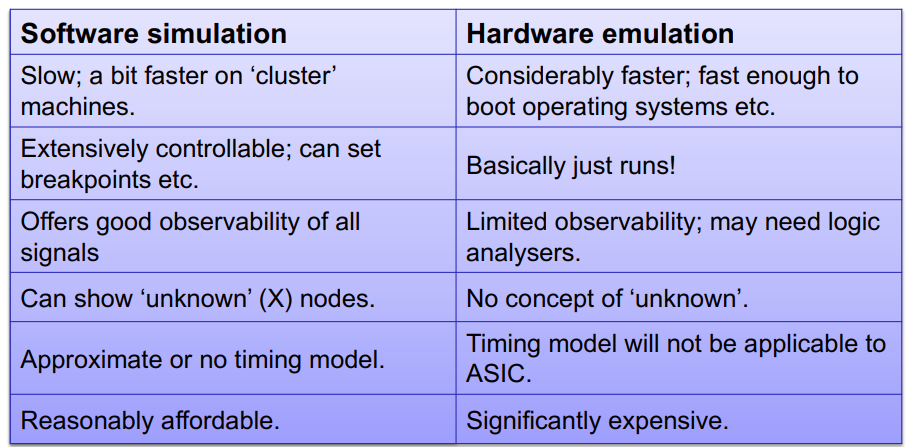 Software simulation
Hardware emulation
Slow; a bit faster on ‘cluster’
machines.
Considerably faster; fast enough to
boot operating systems etc.
Extensively controllable; can set
breakpoints etc.
Basically just runs!
Offers good observability of all
signals
Limited observability; may need logic
analysers.
Can show ‘unknown’ (X) nodes.
No concept of ‘unknown’.
Approximate or no timing model.
Timing model will not be applicable to
ASIC.
Reasonably affordable.
Significantly expensive.